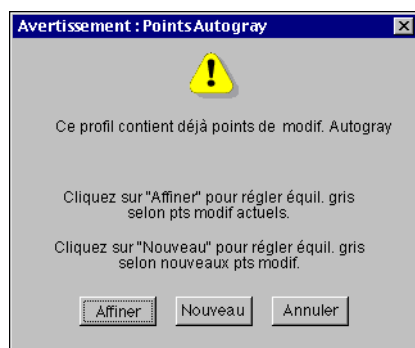 Avertissement : Points Autogray
Ce profil contient déjà points de modif. Autogray
Cliquez sur "Affiner" pour régler équil. gris
selon pts modif actuels.
Cliquez sur "Nouveau" pour régler équil. gris
selon nouveaux pts modif.
Affiner Nouveau Annuler